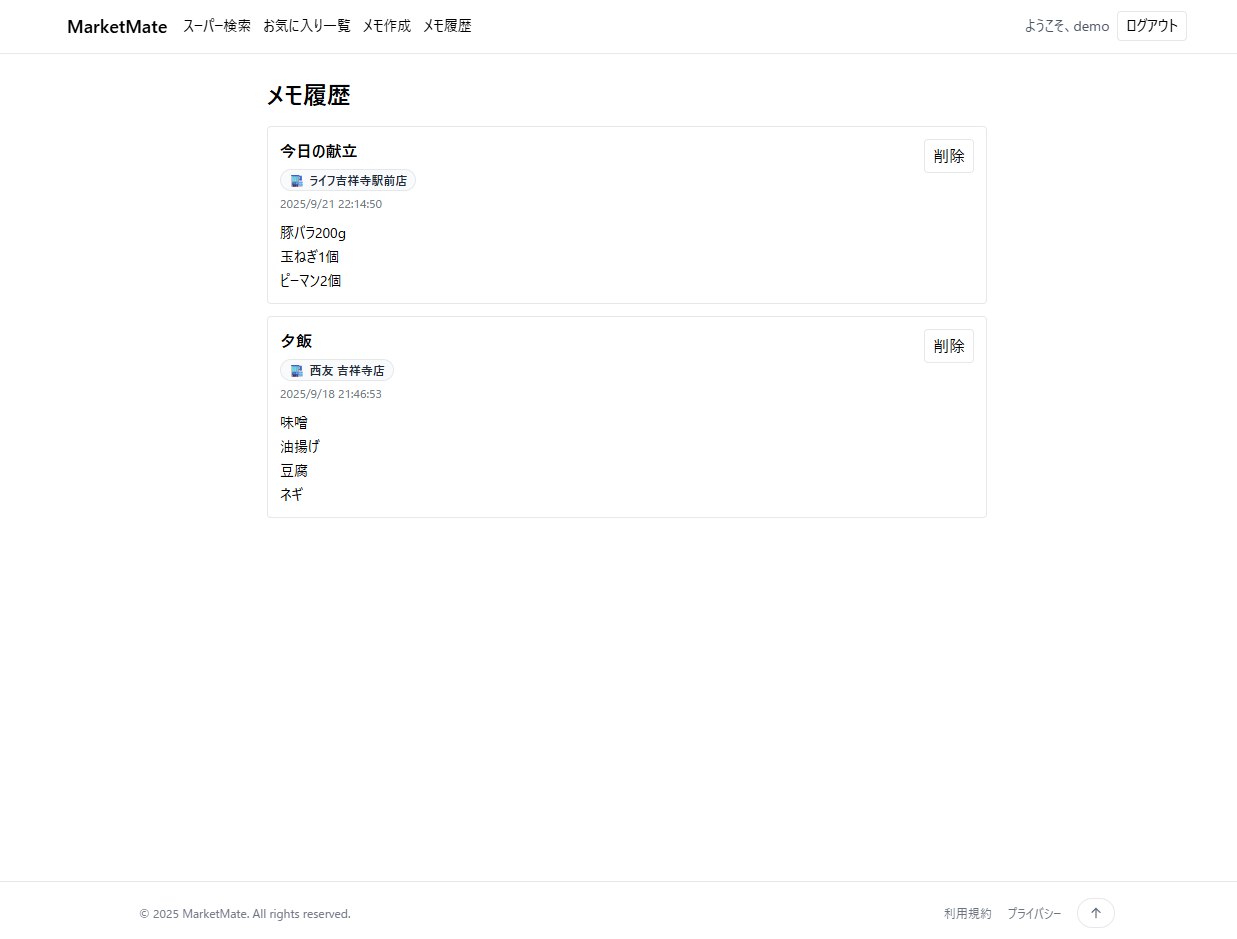 MarketMate スーパー検索 お気に入り一覧 メモ作成 メモ履歴 ようこそ、demo ログアウト
メモ履歴
今日の献立 削除
ライフ吉祥寺駅前店
2025/9/21 22:14:50
豚バラ200g
玉ねぎ1個
ピーマン2個
夕飯 削除
西友 吉祥寺店
2025/9/18 21:46:53
味噌
油揚げ
豆腐
ネギ
© 2025 MarketMate. All rights reserved. 利用規約 プライバシー